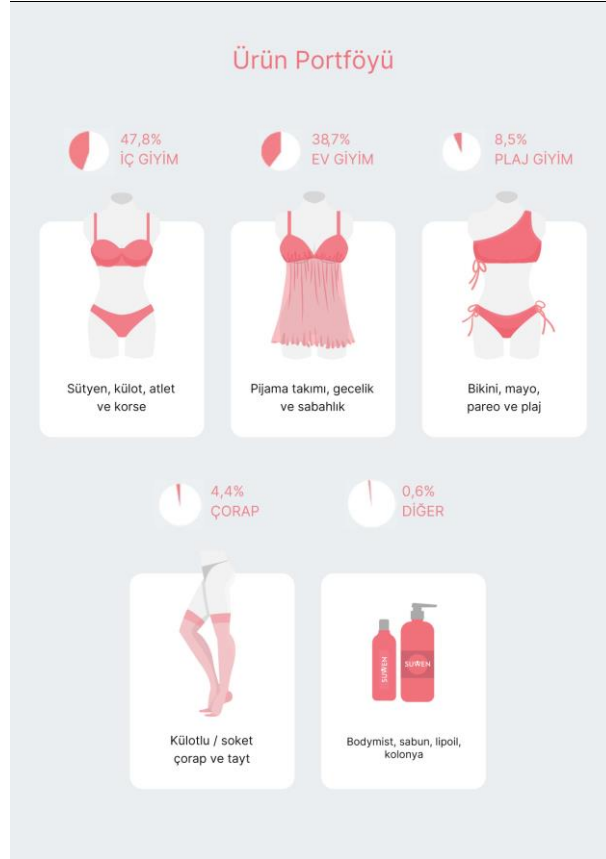 Ürün Portföyü
47,8%
İÇ GİYİM
38,7%
EV GİYİM
8,5%
PLAJ GİYİM
Sütyen, külot, atlet
ve korse
Pijama takımı, gecelik
ve sabahlık
Bikini, mayo,
pareo ve plaj
4,4%
ÇORAP
0,6%
DİĞER
Külotlu / soket
çorap ve tayt
SUWEN
SUWEN
Bodymist, sabun, lipoil,
kolonya